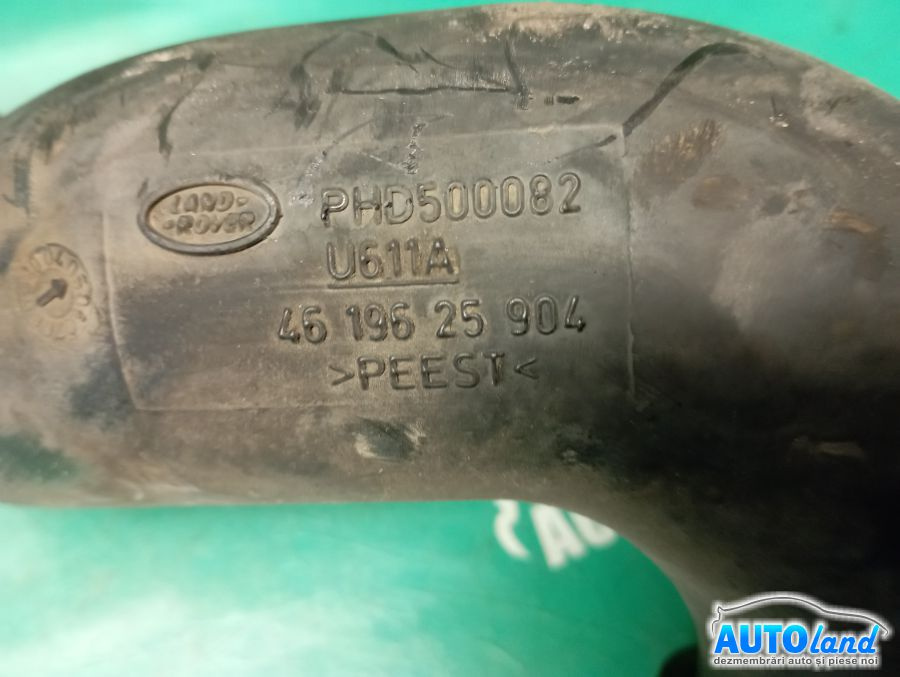 LAND-
-ROVER
PHD500082
U611A
46 196 25 904
>PEEST<
AUTOland
dezmembrări auto și piese noi